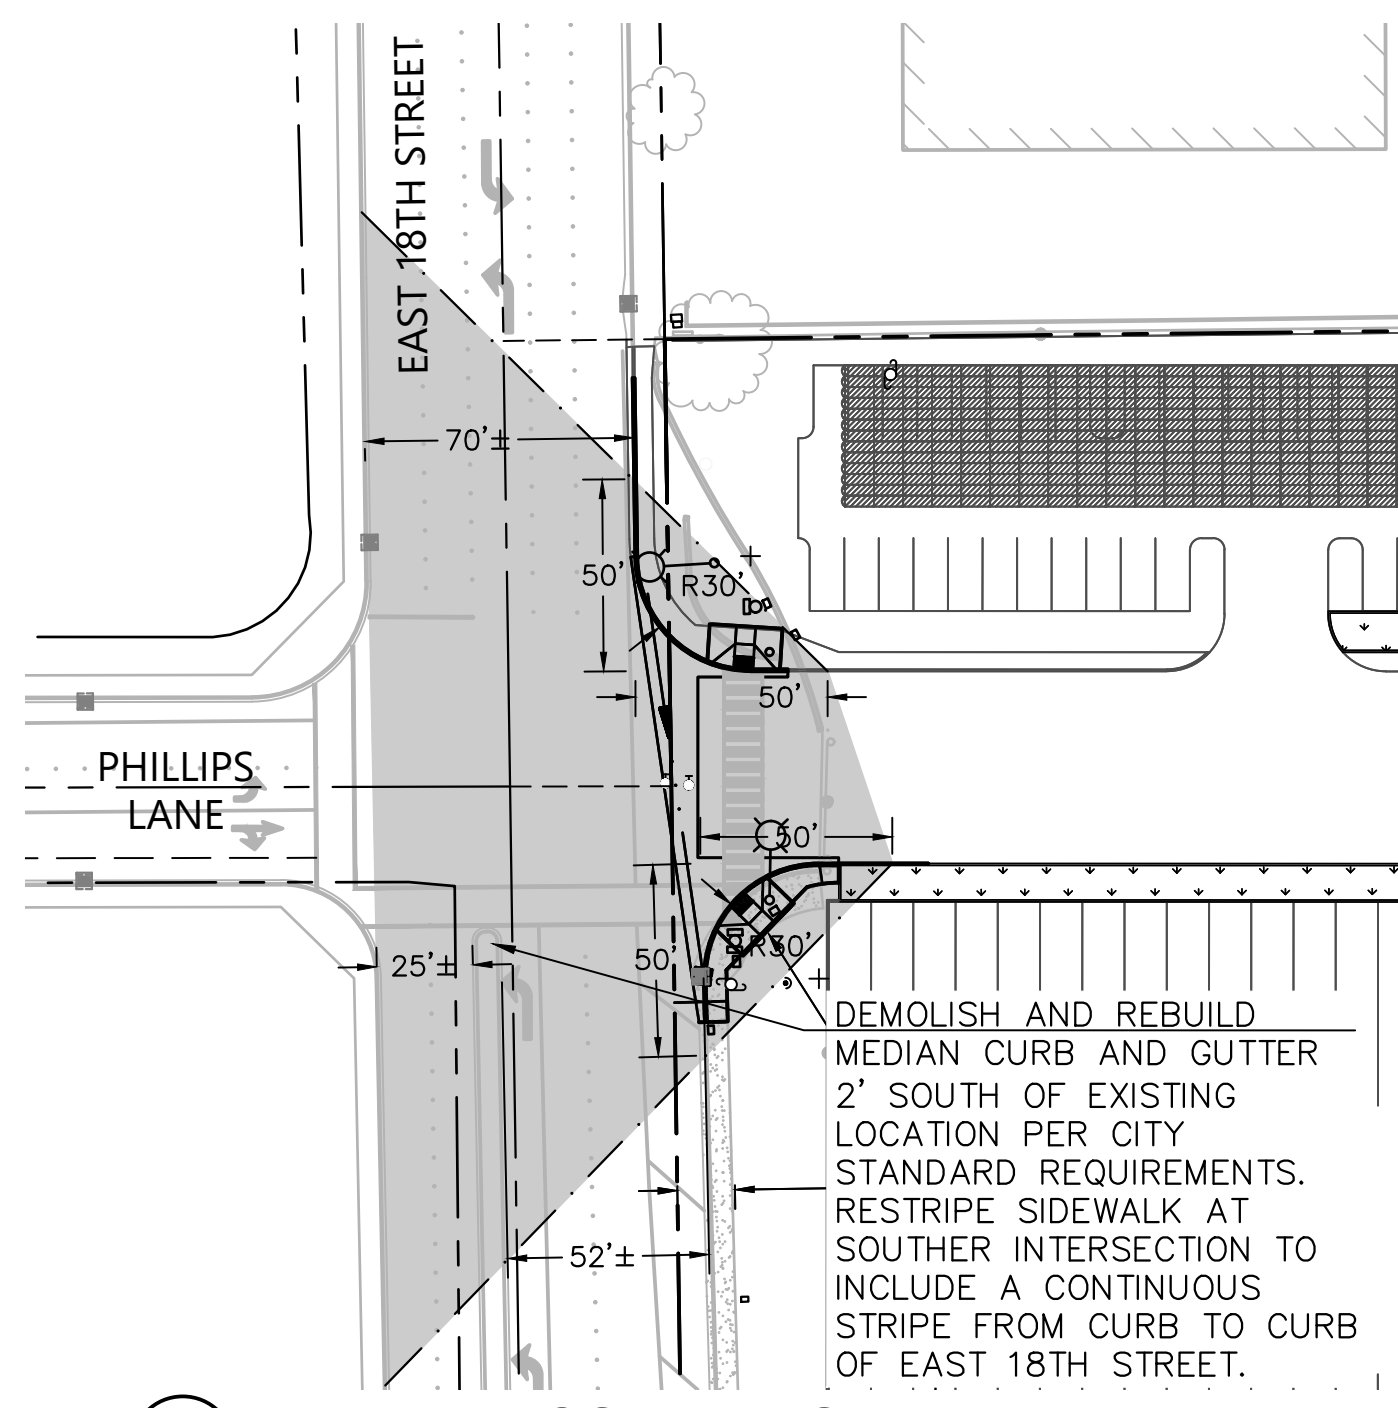 EAST 18TH STREET
70'±
50'
R30'
50'
PHILLIPS
LANE
50'
50'
R30'
25'±
DEMOLISH AND REBUILD
MEDIAN CURB AND GUTTER
2' SOUTH OF EXISTING
LOCATION PER CITY
STANDARD REQUIREMENTS.
RESTRIPE SIDEWALK AT
SOUTHER INTERSECTION TO
INCLUDE A CONTINUOUS
STRIPE FROM CURB TO CURB
OF EAST 18TH STREET.
52'±